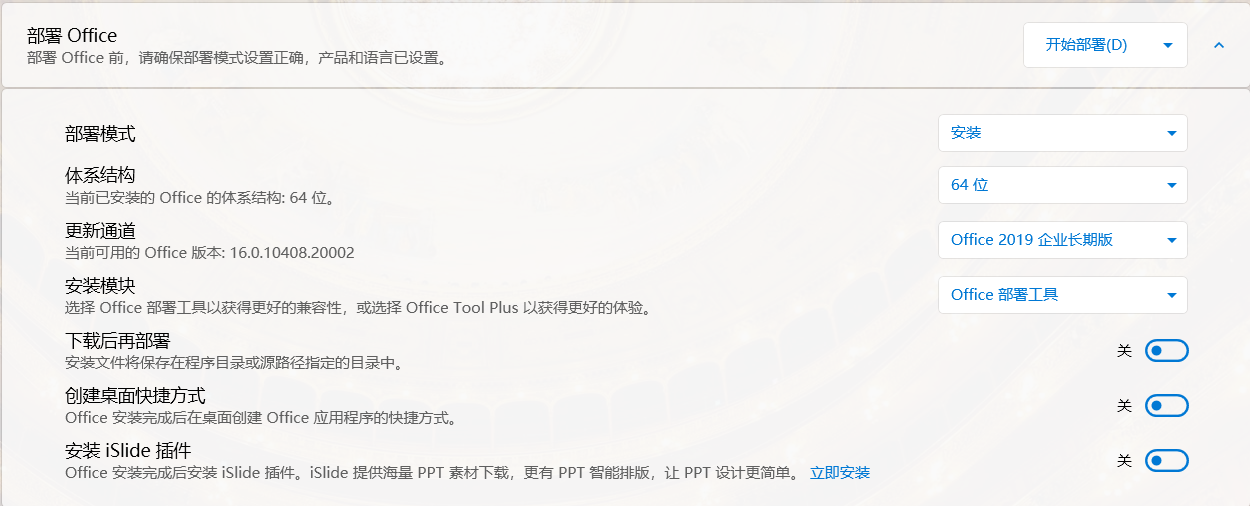 部署 Office
部署 Office 前，请确保部署模式设置正确，产品和语言已设置。
开始部署(D)
部署模式
安装
体系结构
当前已安装的 Office 的体系结构: 64 位。
64 位
更新通道
当前可用的 Office 版本: 16.0.10408.20002
Office 2019 企业长期版
安装模块
选择 Office 部署工具以获得更好的兼容性，或选择 Office Tool Plus 以获得更好的体验。
Office 部署工具
下载后再部署
安装文件将保存在程序目录或源路径指定的目录中。
关
创建桌面快捷方式
Office 安装完成后在桌面创建 Office 应用程序的快捷方式。
关
安装 iSlide 插件
Office 安装完成后安装 iSlide 插件。iSlide 提供海量 PPT 素材下载，更有 PPT 智能排版，让 PPT 设计更简单。 立即安装
关